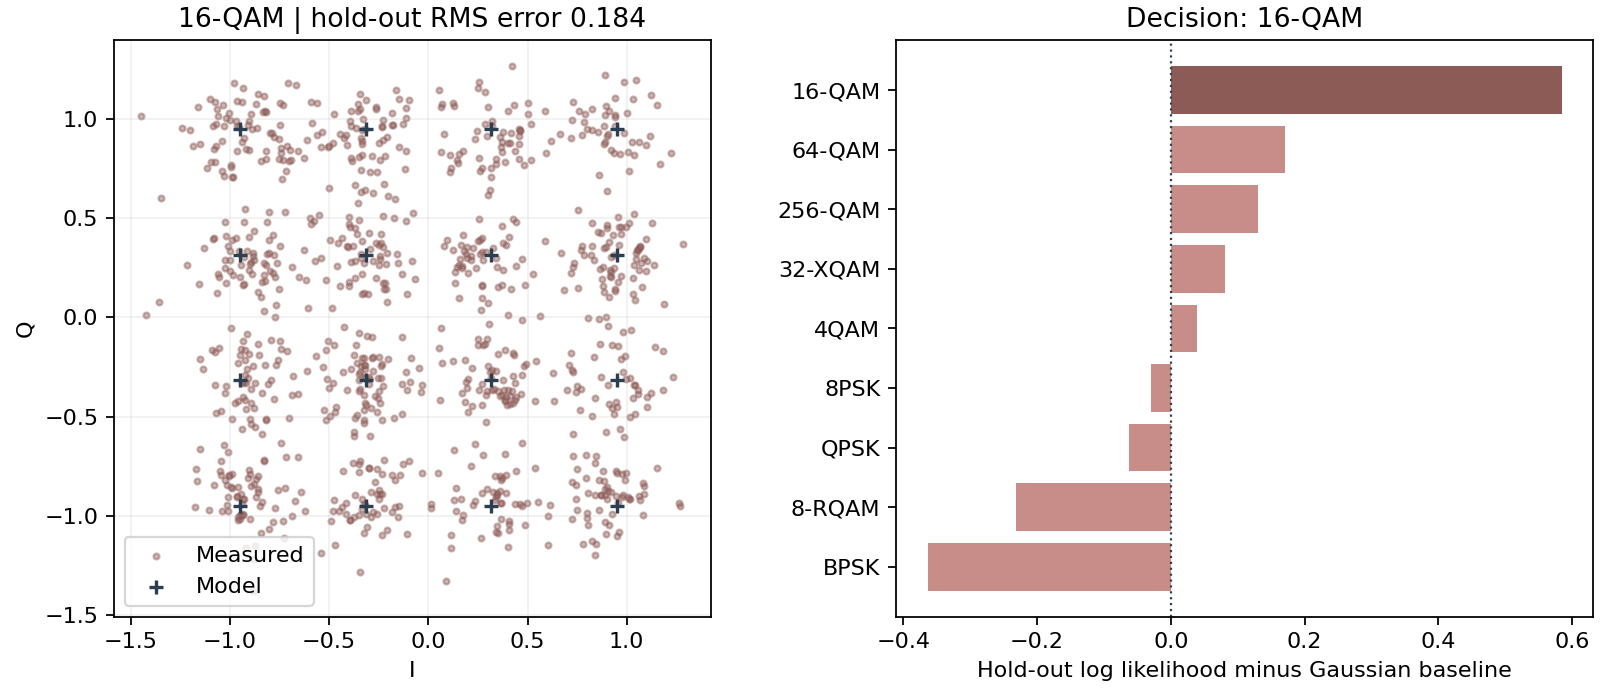 16-QAM | hold-out RMS error 0.184
1.0
0.5
0.0
−0.5
−1.0
−1.5
Q
−1.5
−1.0
−0.5
0.0
0.5
1.0
I
Measured
Model
Decision: 16-QAM
16-QAM
64-QAM
256-QAM
32-XQAM
4QAM
8PSK
QPSK
8-RQAM
BPSK
−0.4
−0.2
0.0
0.2
0.4
0.6
Hold-out log likelihood minus Gaussian baseline